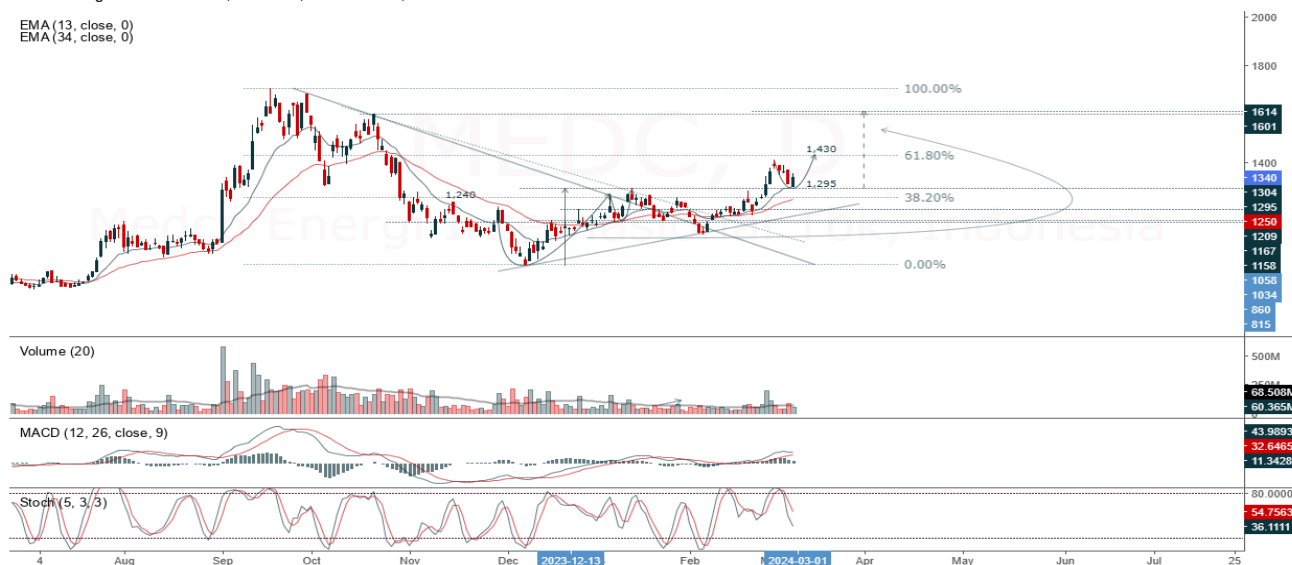 EMA (13, close, 0)
EMA (34, close, 0)
MEDC, D
2000
1800
1614
1601
1400
1340
1304
1295
1250
1209
1167
1158
1058
1034
860
815
100.00%
61.80%
38.20%
0.00%
1,430
1,295
1,240
Volume (20)
500M
68.508M
60.365M
MACD (12, 26, close, 9)
43.9893
32.6465
11.3428
Stoch (5, 3, 3)
80.0000
54.7563
36.1111
4
Aug
Sep
Oct
Nov
Dec
2023-12-13
Feb
2024-03-01
Apr
May
Jun
Jul
25